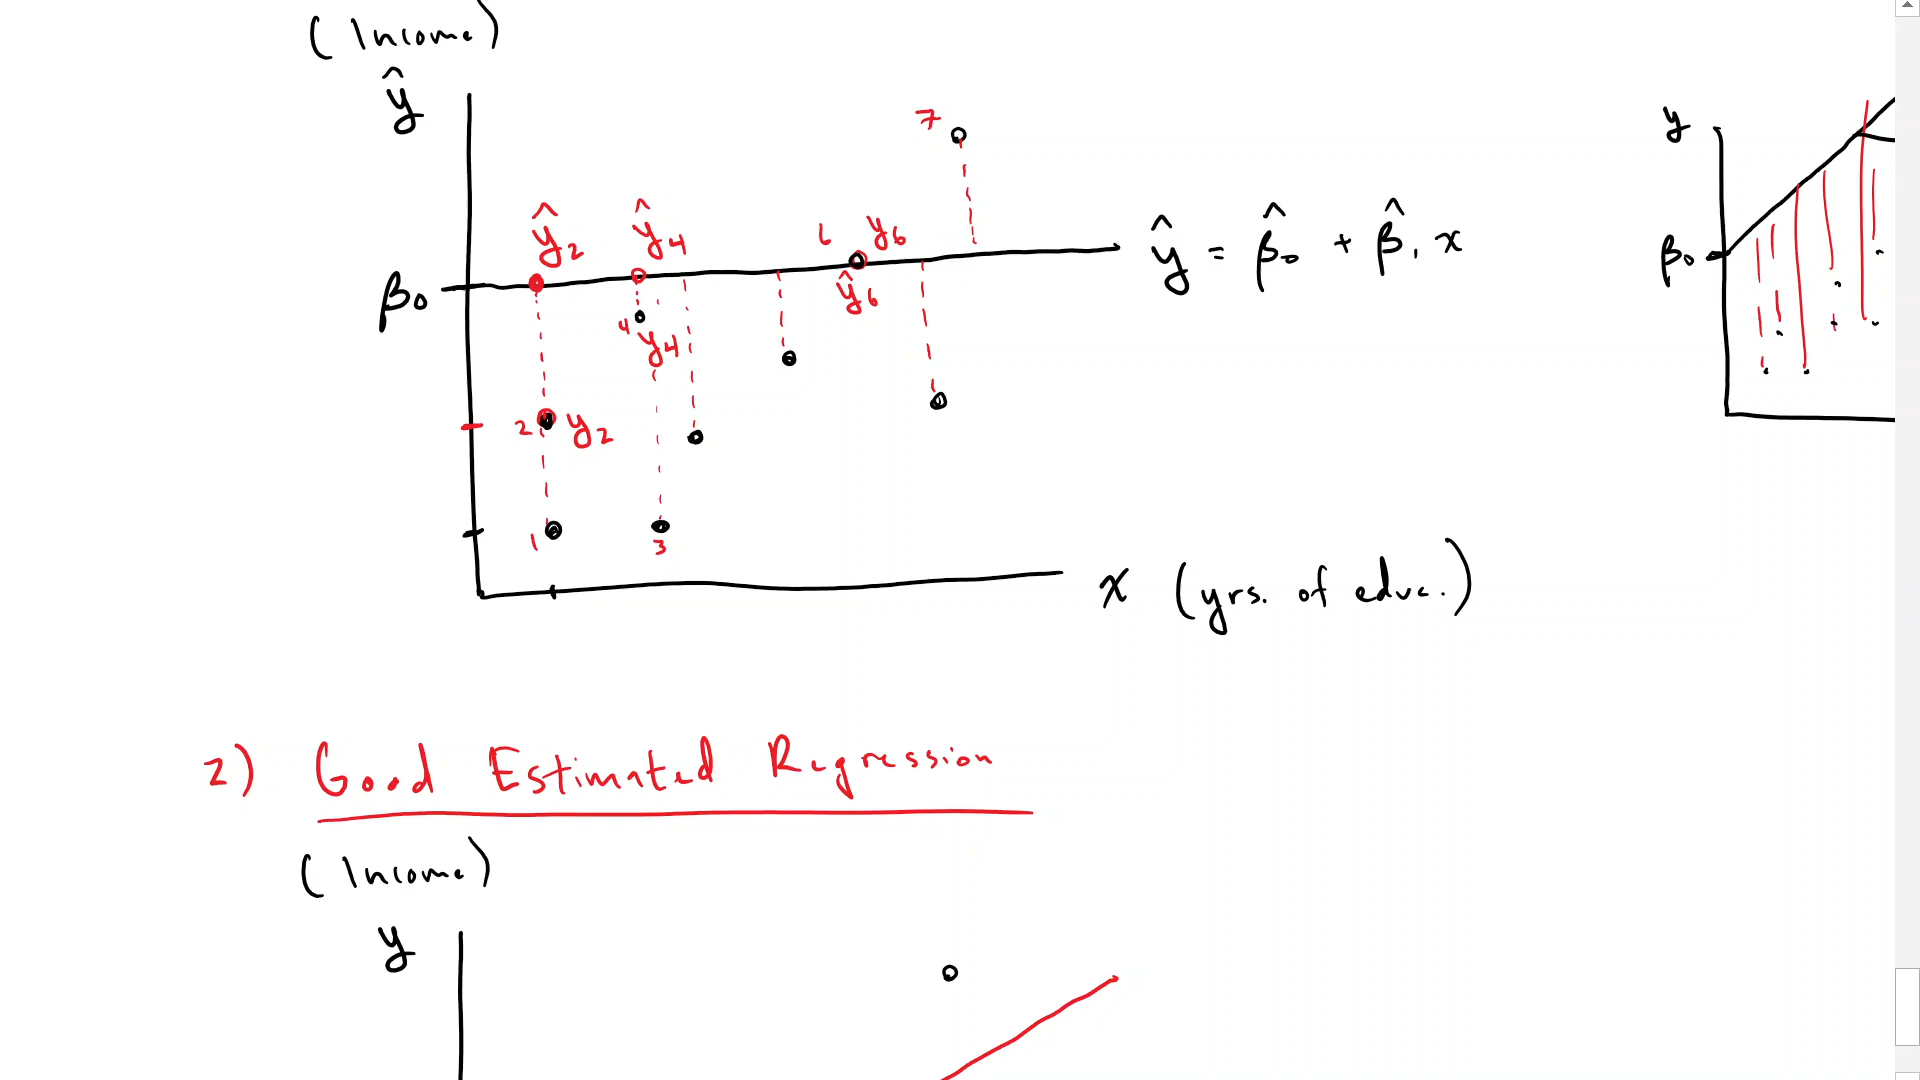 (Income)
ŷ
7
ŷ₂ ŷ₄ 6 y₆
ŷ = β̂₀ + β̂₁ x
β₀ ŷ₆
4 y₄
2 y₂
1 3
x (yrs. of educ.)
y
β₀
2) Good Estimated Regression
(Income)
y